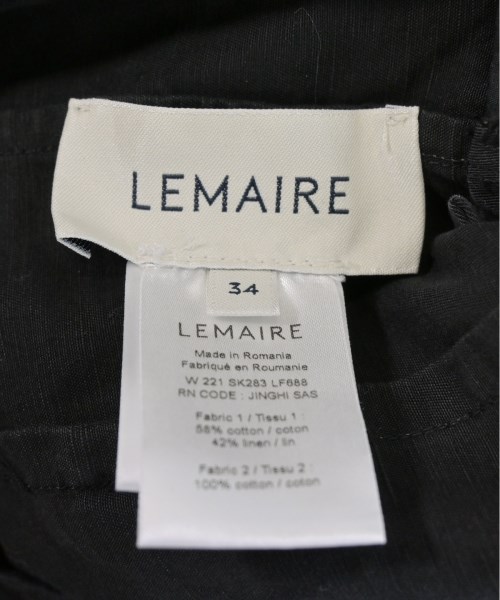 LEMAIRE
34
LEMAIRE
Made in Romania
Fabriqué en Roumanie
W 221 SK283 LF688
RN CODE : JINGHI SAS
Fabric 1 / Tissu 1 :
58% cotton / coton
42% linen / lin
Fabric 2 / Tissu 2 :
100% cotton / coton